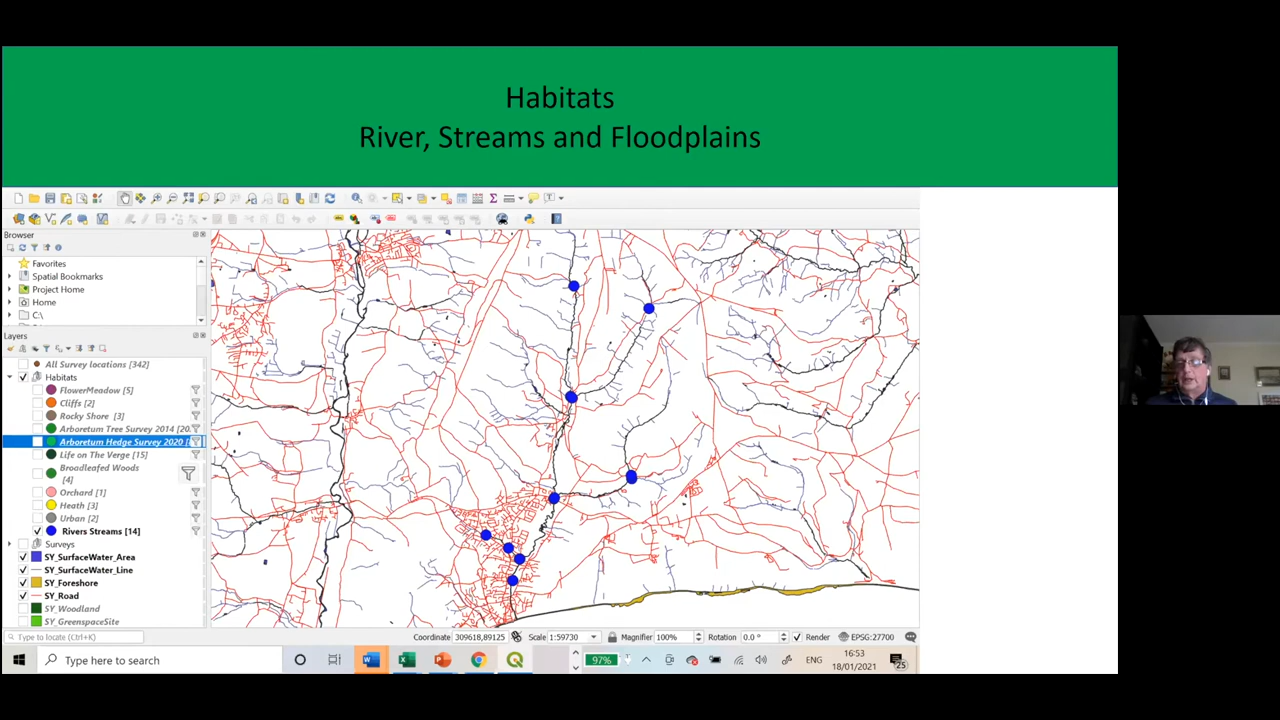 Habitats
River, Streams and Floodplains
Browser
Favorites
Spatial Bookmarks
Project Home
Home
C:\
Layers
All Survey locations [342]
Habitats
FlowerMeadow [5]
Cliffs [2]
Rocky Shore [3]
Arboretum Tree Survey 2014 [20
Arboretum Hedge Survey 2020 [
Life on The Verge [15]
Broadleafed Woods
[4]
Orchard [1]
Heath [3]
Urban [2]
Rivers Streams [14]
Surveys
SY_SurfaceWater_Area
SY_SurfaceWater_Line
SY_Foreshore
SY_Road
SY_Woodland
SY_GreenspaceSite
Type to locate (Ctrl+K)
Coordinate 309618,89125 Scale 1:59730 Magnifier 100% Rotation 0.0 ° Render EPSG:27700
Type here to search
97%
ENG
16:53
18/01/2021
25